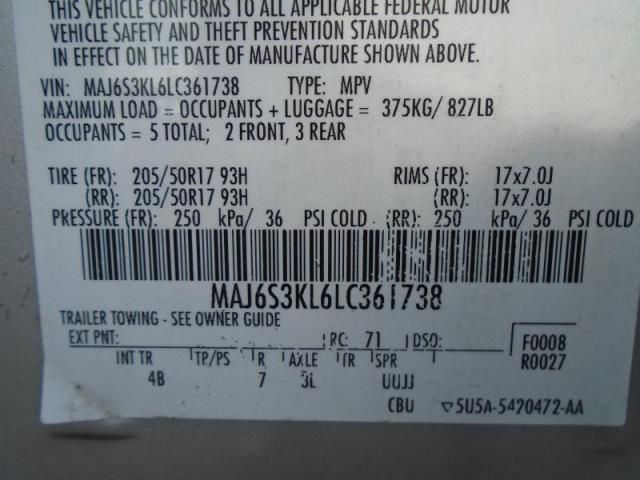 THIS VEHICLE CONFORMS TO ALL APPLICABLE FEDERAL MOTOR
VEHICLE SAFETY AND THEFT PREVENTION STANDARDS
IN EFFECT ON THE DATE OF MANUFACTURE SHOWN ABOVE.
VIN: MAJ6S3KL6LC361738 TYPE: MPV
MAXIMUM LOAD = OCCUPANTS + LUGGAGE = 375KG/ 827LB
OCCUPANTS = 5 TOTAL; 2 FRONT, 3 REAR
TIRE (FR): 205/50R17 93H RIMS (FR): 17x7.0J
(RR): 205/50R17 93H (RR): 17x7.0J
PRESSURE (FR): 250 kPa/ 36 PSI COLD (RR): 250 kPa/ 36 PSI COLD
MAJ6S3KL6LC361738
TRAILER TOWING - SEE OWNER GUIDE
EXT PNT: RC: 71 DSO: F0008
R0027
INT TR TP/PS R AXLE TR SPR
4B 7 3L UUJJ
CBU ▽5U5A-5420472-AA